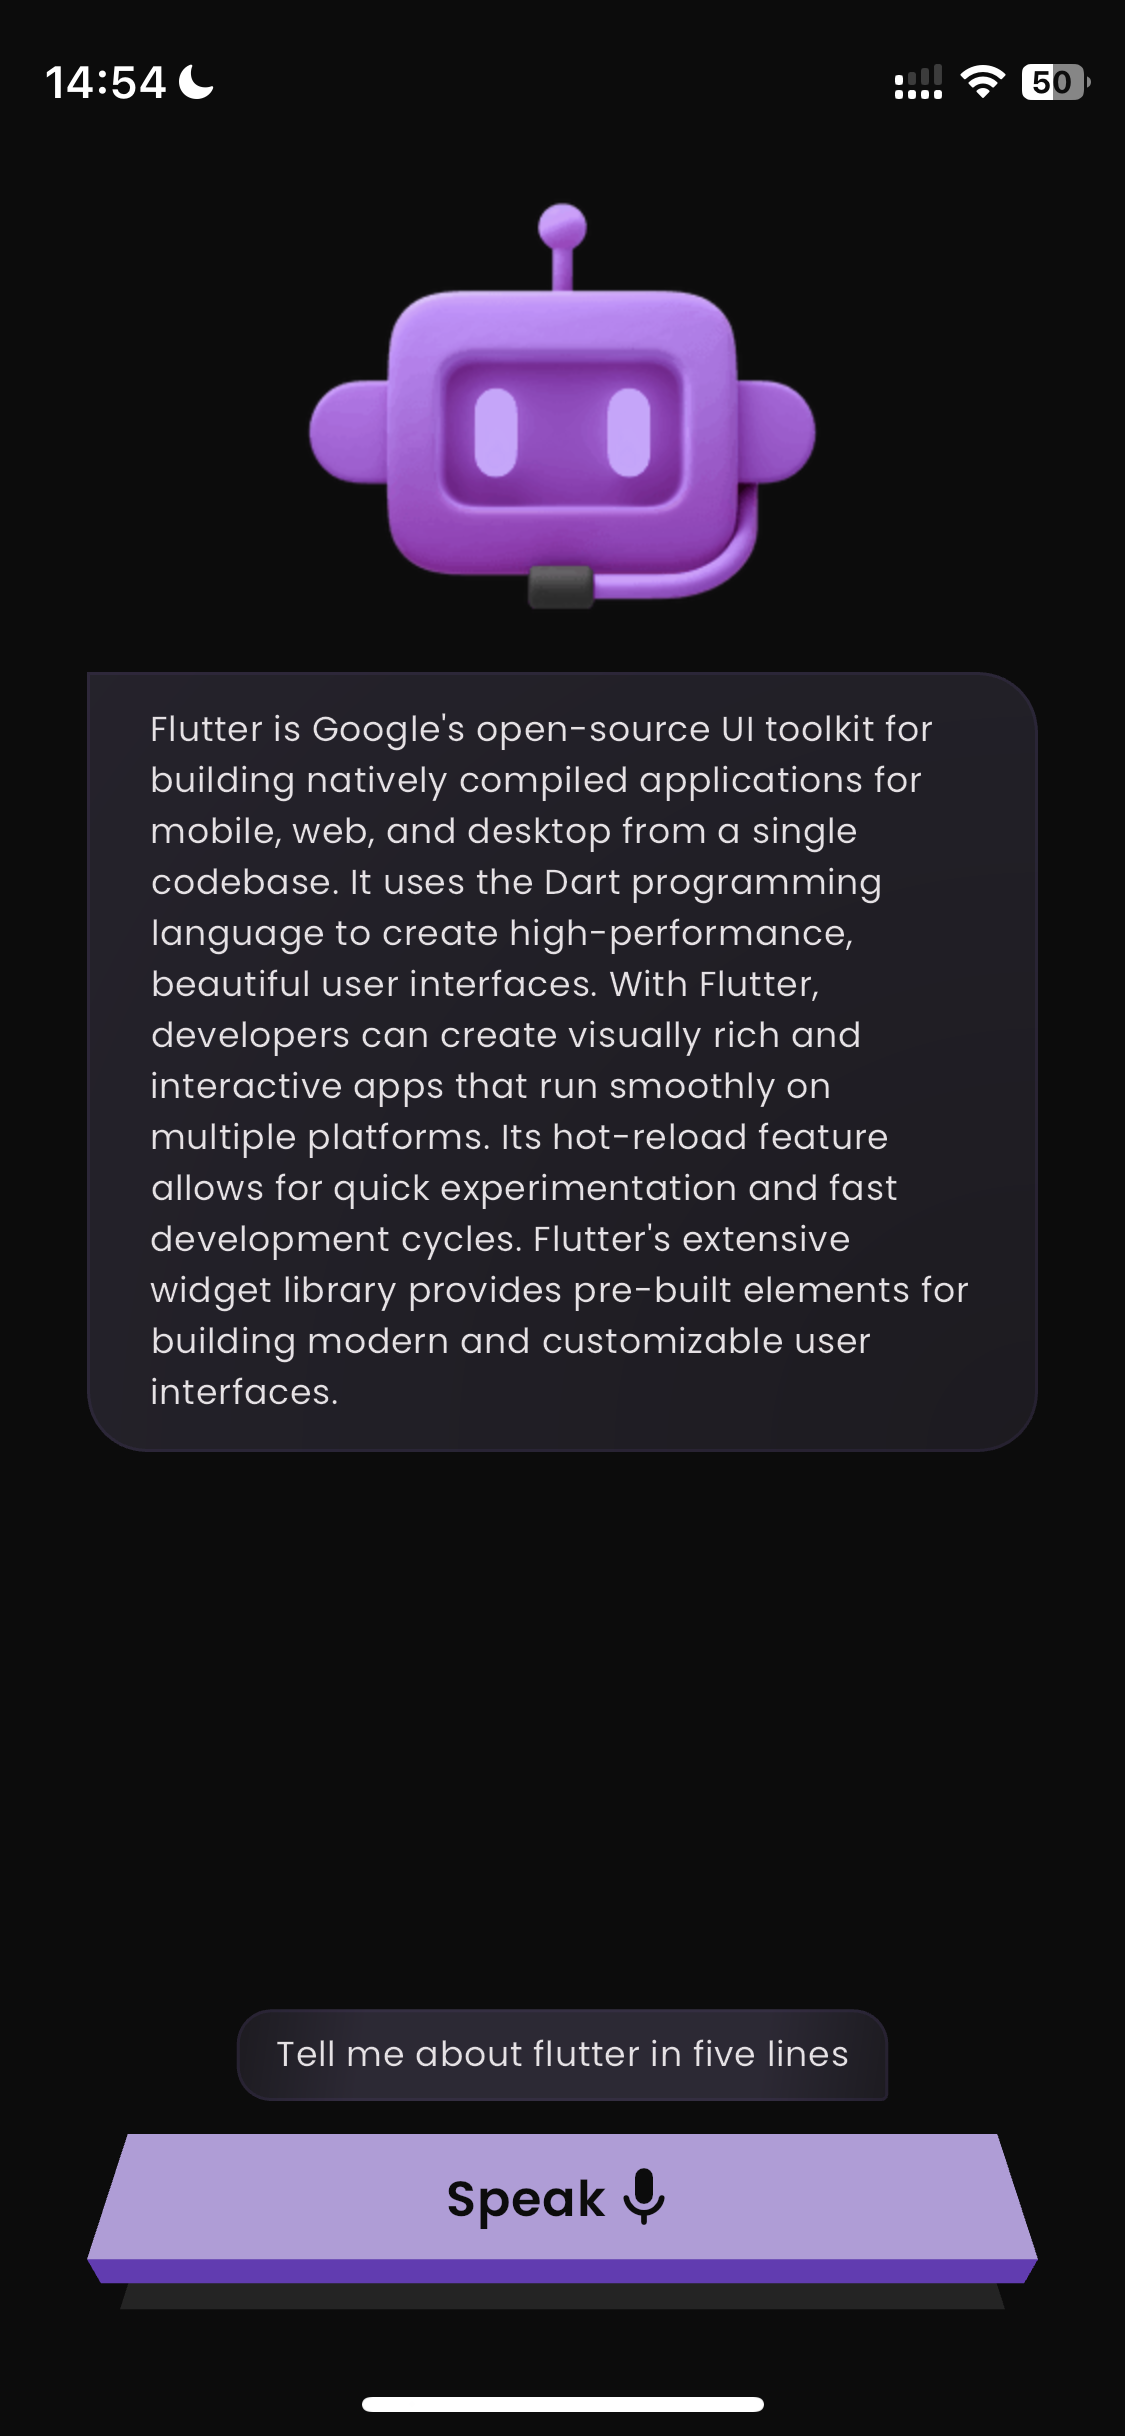 14:54
50
Flutter is Google's open-source UI toolkit for
building natively compiled applications for
mobile, web, and desktop from a single
codebase. It uses the Dart programming
language to create high-performance,
beautiful user interfaces. With Flutter,
developers can create visually rich and
interactive apps that run smoothly on
multiple platforms. Its hot-reload feature
allows for quick experimentation and fast
development cycles. Flutter's extensive
widget library provides pre-built elements for
building modern and customizable user
interfaces.
Tell me about flutter in five lines
Speak